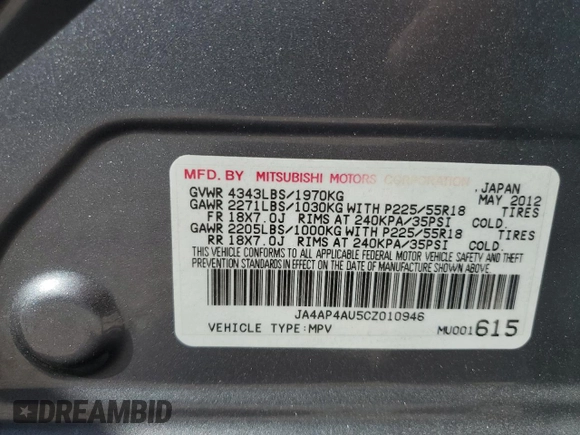 MFD. BY MITSUBISHI MOTORS CORPORATION , JAPAN
GVWR 4343LBS/1970KG MAY 2012
GAWR 2271LBS/1030KG WITH P225/55R18 TIRES
FR 18X7.0J RIMS AT 240KPA/35PSI COLD.
GAWR 2205LBS/1000KG WITH P225/55R18 TIRES
RR 18X7.0J RIMS AT 240KPA/35PSI COLD.
THIS VEHICLE CONFORMS TO ALL APPLICABLE FEDERAL MOTOR VEHICLE SAFETY AND THEFT
PREVENTION STANDARDS IN EFFECT ON THE DATE OF MANUFACTURE SHOWN ABOVE.
JA4AP4AU5CZ010946
VEHICLE TYPE:MPV MU001615
DREAMBID